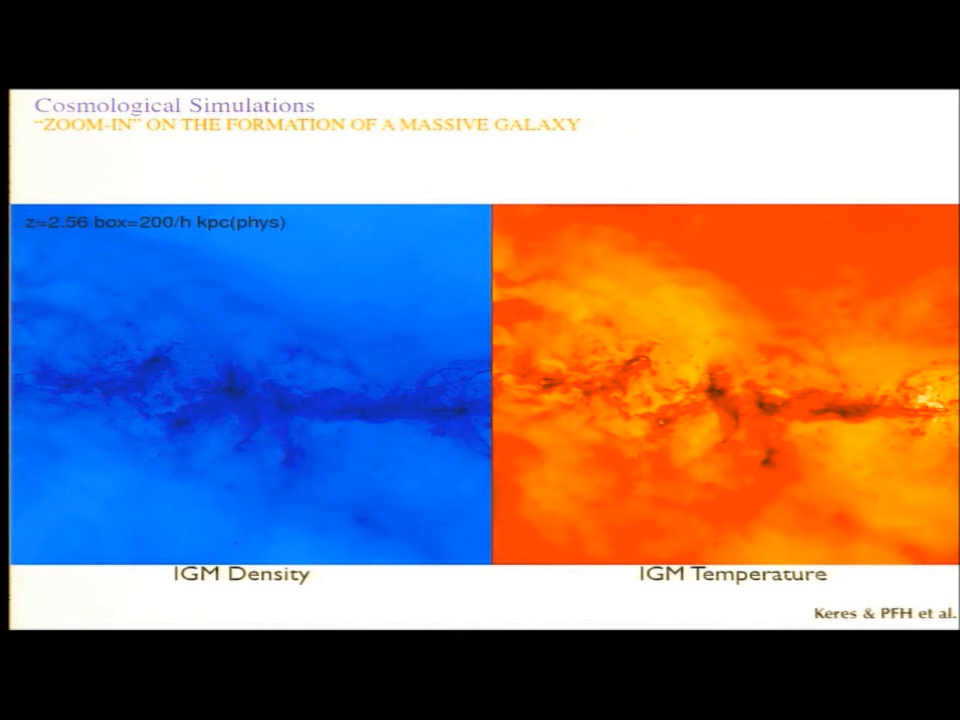 Cosmological Simulations
“ZOOM-IN” ON THE FORMATION OF A MASSIVE GALAXY
z=2.56 box=200/h kpc(phys)
IGM Density
IGM Temperature
Keres & PFH et al.